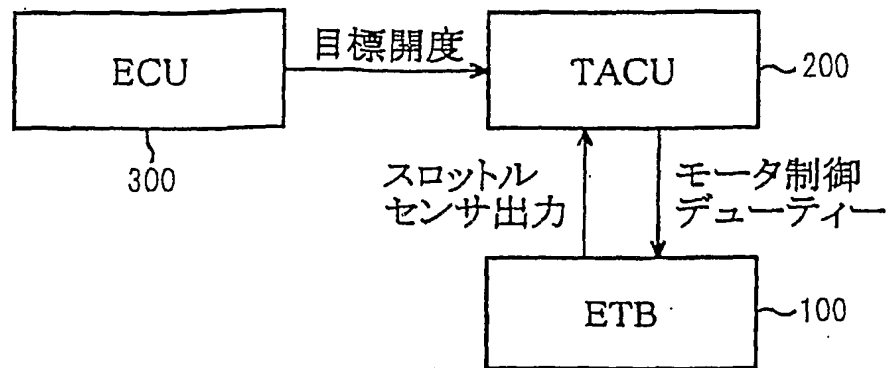 目標開度
ECU
TACU
200
300
スロットル
センサ出力
モータ制御
デューティー
ETB
100